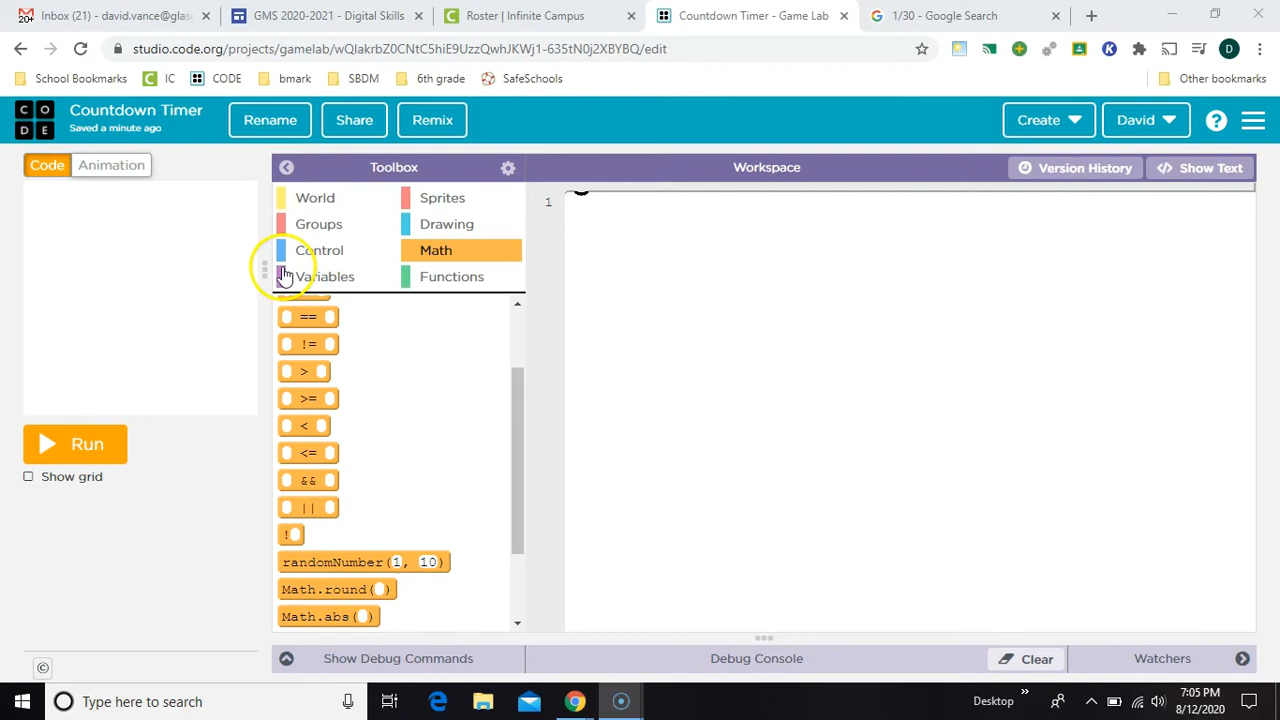 Inbox (21) - david.vance@glas
GMS 2020-2021 - Digital Skills
Roster | Infinite Campus
Countdown Timer - Game Lab
1/30 - Google Search
studio.code.org/projects/gamelab/wQlakrbZ0CNtC5hiE9UzzQwhJKWj1-635tN0j2XBYBQ/edit
School Bookmarks
IC
CODE
bmark
SBDM
6th grade
SafeSchools
Other bookmarks
C O
D E
Countdown Timer
Saved a minute ago
Rename
Share
Remix
Create
David
?
Code
Animation
Toolbox
Workspace
Version History
</> Show Text
World
Sprites
Groups
Drawing
Control
Math
Variables
Functions
1
==
!=
>
>=
<
<=
&&
||
!
randomNumber(1, 10)
Math.round( )
Math.abs( )
Run
Show grid
©
Show Debug Commands
Debug Console
Clear
Watchers
Type here to search
Desktop
7:05 PM
8/12/2020